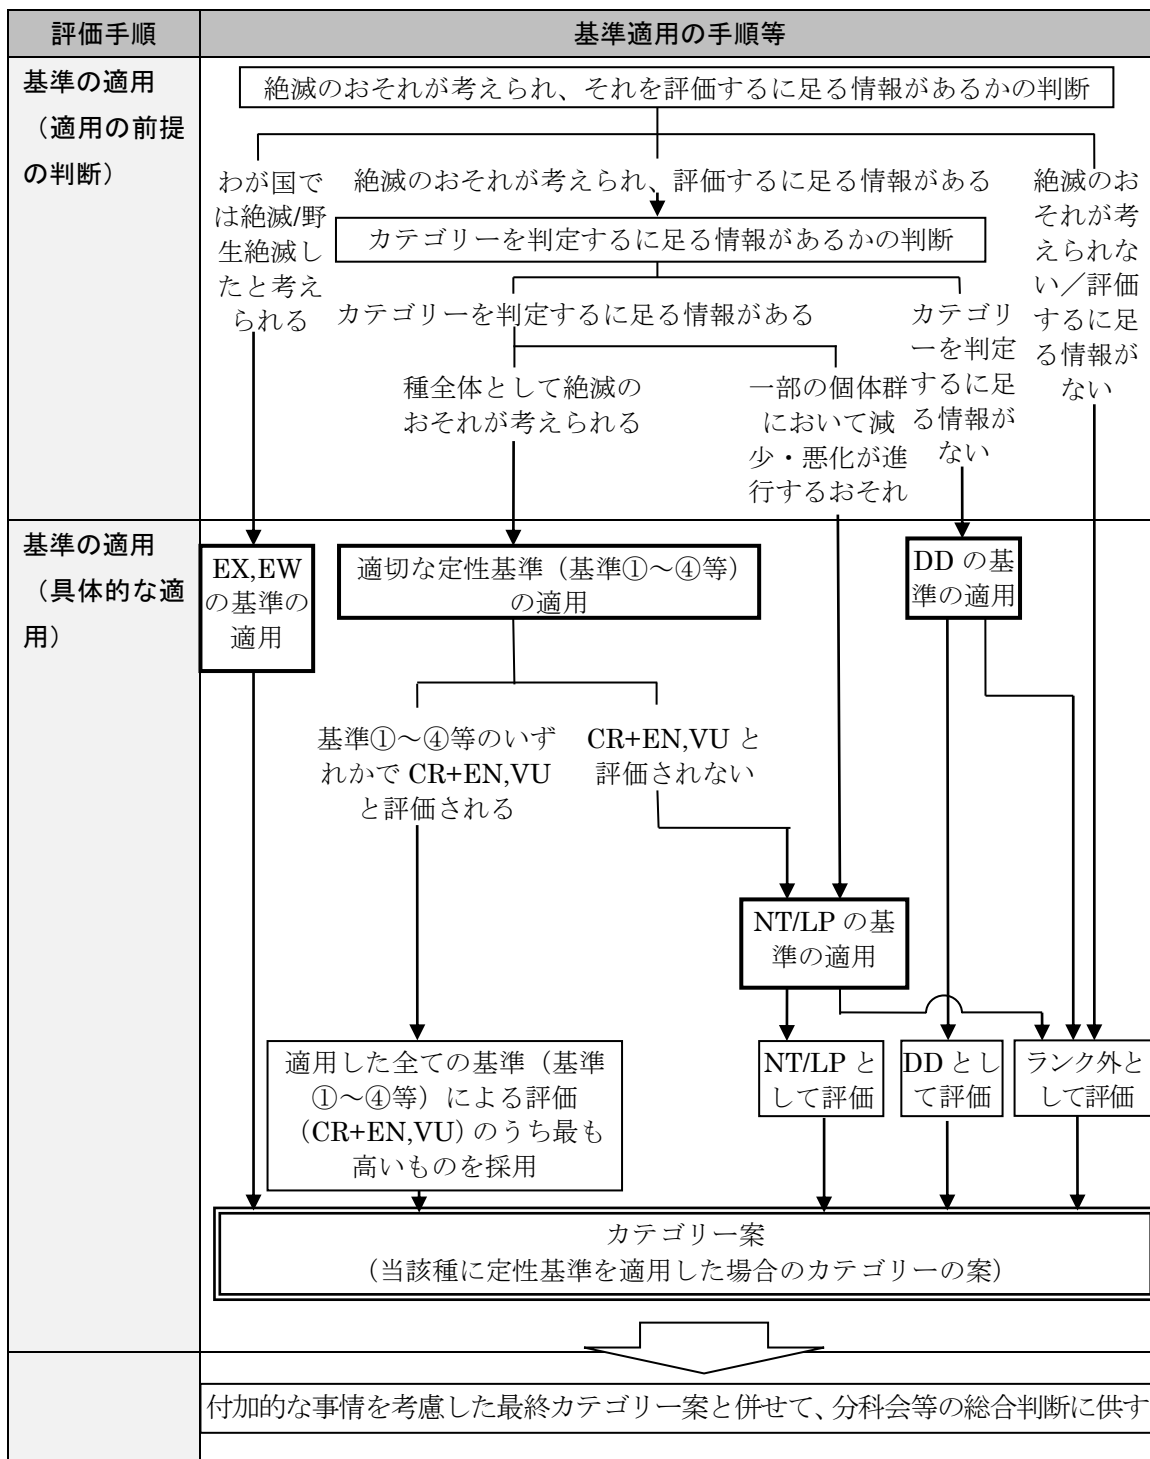 評価手順
基準適用の手順等
基準の適用
（適用の前提
の判断）
絶滅のおそれが考えられ、それを評価するに足る情報があるかの判断
わが国で
は絶滅/野
生絶滅し
たと考え
られる
絶滅のおそれが考えられ、評価するに足る情報がある
絶滅のお
それが考
えられな
い／評価
するに足
る情報が
ない
カテゴリーを判定するに足る情報があるかの判断
カテゴリーを判定するに足る情報がある
カテゴリ
ーを判定
するに足
る情報が
ない
種全体として絶滅の
おそれが考えられる
一部の個体群
において減
少・悪化が進
行するおそれ
基準の適用
（具体的な適
用）
EX,EW
の基準の
適用
適切な定性基準（基準①～④等）
の適用
DD の基
準の適用
基準①～④等のいず
れかで CR+EN,VU
と評価される
CR+EN,VU と
評価されない
NT/LP の基
準の適用
適用した全ての基準（基準
①～④等）による評価
（CR+EN,VU）のうち最も
高いものを採用
NT/LP と
して評価
DD とし
て評価
ランク外と
して評価
カテゴリー案
（当該種に定性基準を適用した場合のカテゴリーの案）
付加的な事情を考慮した最終カテゴリー案と併せて、分科会等の総合判断に供す